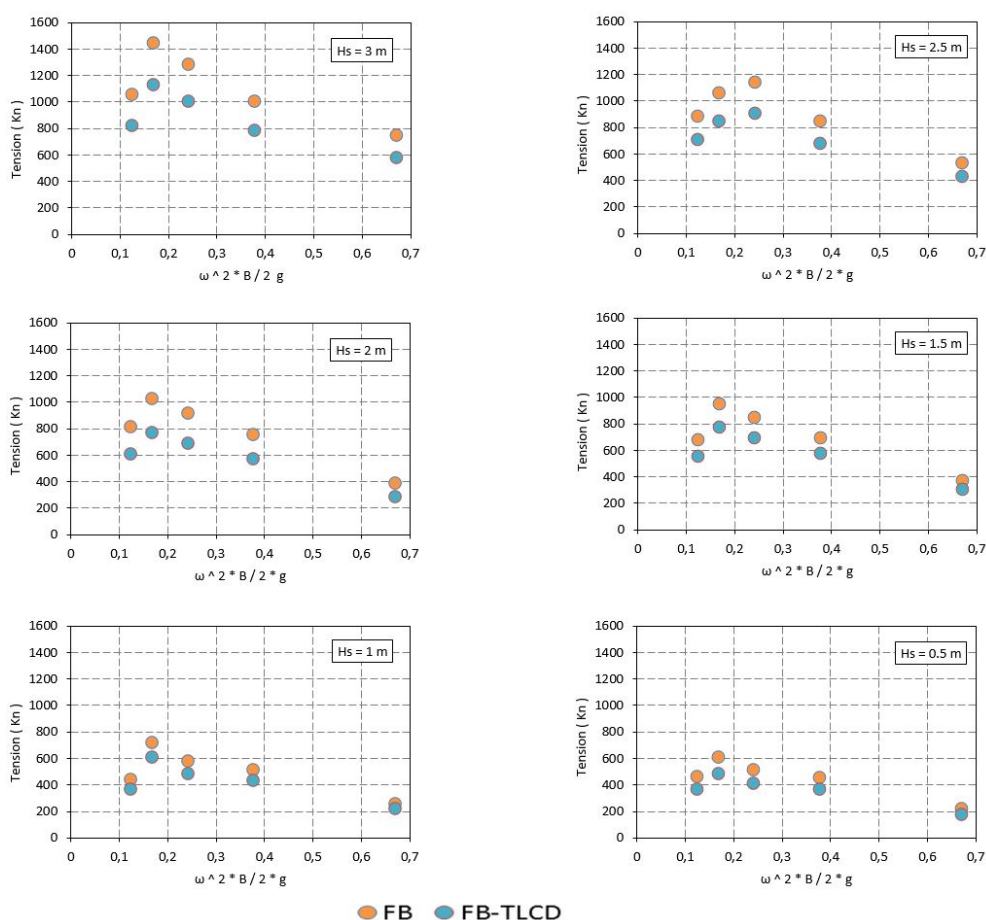 1600
1400
1200
1000
800
600
400
200
0
Tension ( Kn )
Hs = 3 m
0 0,1 0,2 0,3 0,4 0,5 0,6 0,7
ω ^ 2 * B / 2 g
1600
1400
1200
1000
800
600
400
200
0
Tension ( Kn )
Hs = 2.5 m
0 0,1 0,2 0,3 0,4 0,5 0,6 0,7
ω ^ 2 * B / 2 * g
1600
1400
1200
1000
800
600
400
200
0
Tension ( Kn )
Hs = 2 m
0 0,1 0,2 0,3 0,4 0,5 0,6 0,7
ω ^ 2 * B / 2 * g
1600
1400
1200
1000
800
600
400
200
0
Tension ( Kn )
Hs = 1.5 m
0 0,1 0,2 0,3 0,4 0,5 0,6 0,7
ω ^ 2 * B / 2 * g
1600
1400
1200
1000
800
600
400
200
0
Tension ( Kn )
Hs = 1 m
0 0,1 0,2 0,3 0,4 0,5 0,6 0,7
ω ^ 2 * B / 2 * g
1600
1400
1200
1000
800
600
400
200
0
Tension ( Kn )
Hs = 0.5 m
0 0,1 0,2 0,3 0,4 0,5 0,6 0,7
ω ^ 2 * B / 2 * g
FB FB-TLCD